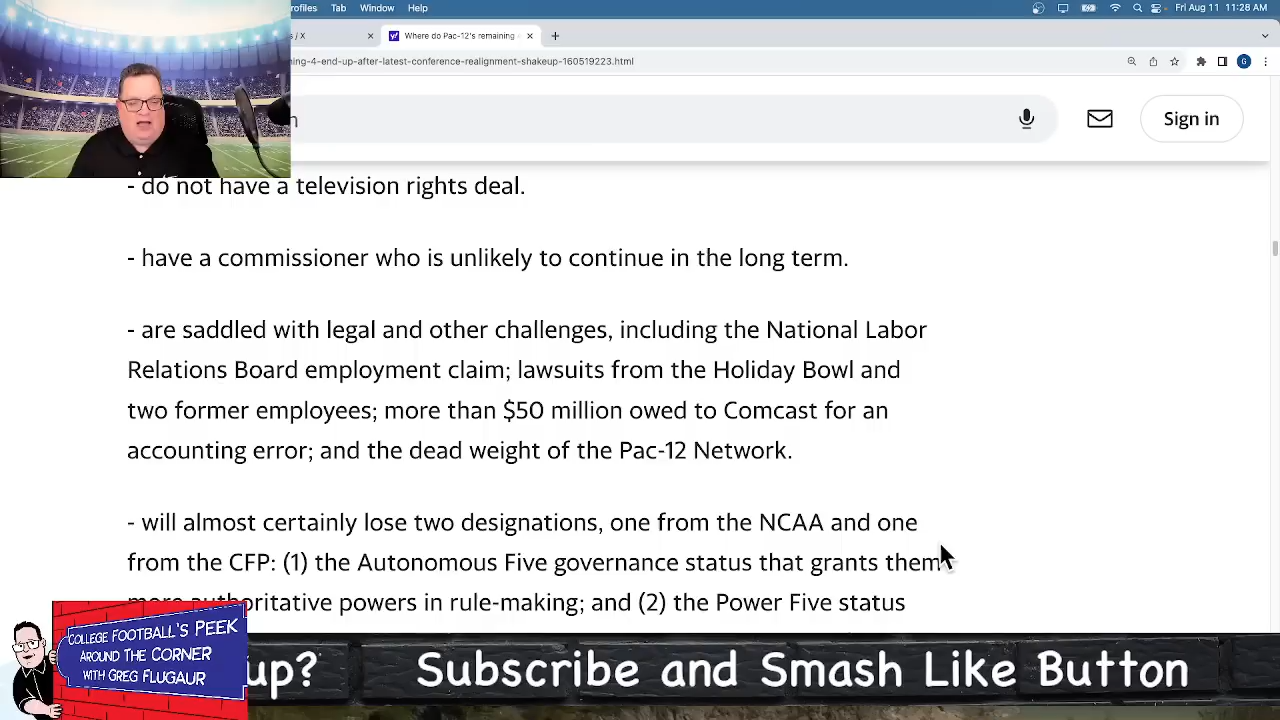 rofiles Tab Window Help Fri Aug 11 11:28 AM
s / X Where do Pac-12's remaining
ning-4-end-up-after-latest-conference-realignment-shakeup-160519223.html
Sign in
- do not have a television rights deal.
- have a commissioner who is unlikely to continue in the long term.
- are saddled with legal and other challenges, including the National Labor
Relations Board employment claim; lawsuits from the Holiday Bowl and
two former employees; more than $50 million owed to Comcast for an
accounting error; and the dead weight of the Pac-12 Network.
- will almost certainly lose two designations, one from the NCAA and one
from the CFP: (1) the Autonomous Five governance status that grants them
more authoritative powers in rule-making; and (2) the Power Five status
COLLEGE FOOTBALL'S PEEK
AROUND THE CORNER
WITH GREG FLUGAUR
up? Subscribe and Smash Like Button